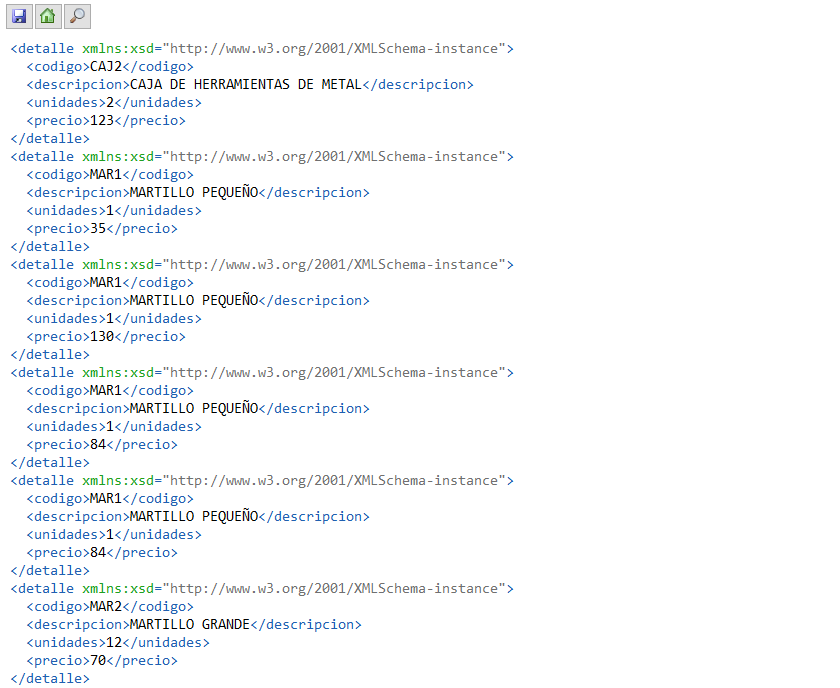 <detalle xmlns:xsd="http://www.w3.org/2001/XMLSchema-instance">
  <codigo>CAJ2</codigo>
  <descripcion>CAJA DE HERRAMIENTAS DE METAL</descripcion>
  <unidades>2</unidades>
  <precio>123</precio>
</detalle>
<detalle xmlns:xsd="http://www.w3.org/2001/XMLSchema-instance">
  <codigo>MAR1</codigo>
  <descripcion>MARTILLO PEQUEÑO</descripcion>
  <unidades>1</unidades>
  <precio>35</precio>
</detalle>
<detalle xmlns:xsd="http://www.w3.org/2001/XMLSchema-instance">
  <codigo>MAR1</codigo>
  <descripcion>MARTILLO PEQUEÑO</descripcion>
  <unidades>1</unidades>
  <precio>130</precio>
</detalle>
<detalle xmlns:xsd="http://www.w3.org/2001/XMLSchema-instance">
  <codigo>MAR1</codigo>
  <descripcion>MARTILLO PEQUEÑO</descripcion>
  <unidades>1</unidades>
  <precio>84</precio>
</detalle>
<detalle xmlns:xsd="http://www.w3.org/2001/XMLSchema-instance">
  <codigo>MAR1</codigo>
  <descripcion>MARTILLO PEQUEÑO</descripcion>
  <unidades>1</unidades>
  <precio>84</precio>
</detalle>
<detalle xmlns:xsd="http://www.w3.org/2001/XMLSchema-instance">
  <codigo>MAR2</codigo>
  <descripcion>MARTILLO GRANDE</descripcion>
  <unidades>12</unidades>
  <precio>70</precio>
</detalle>